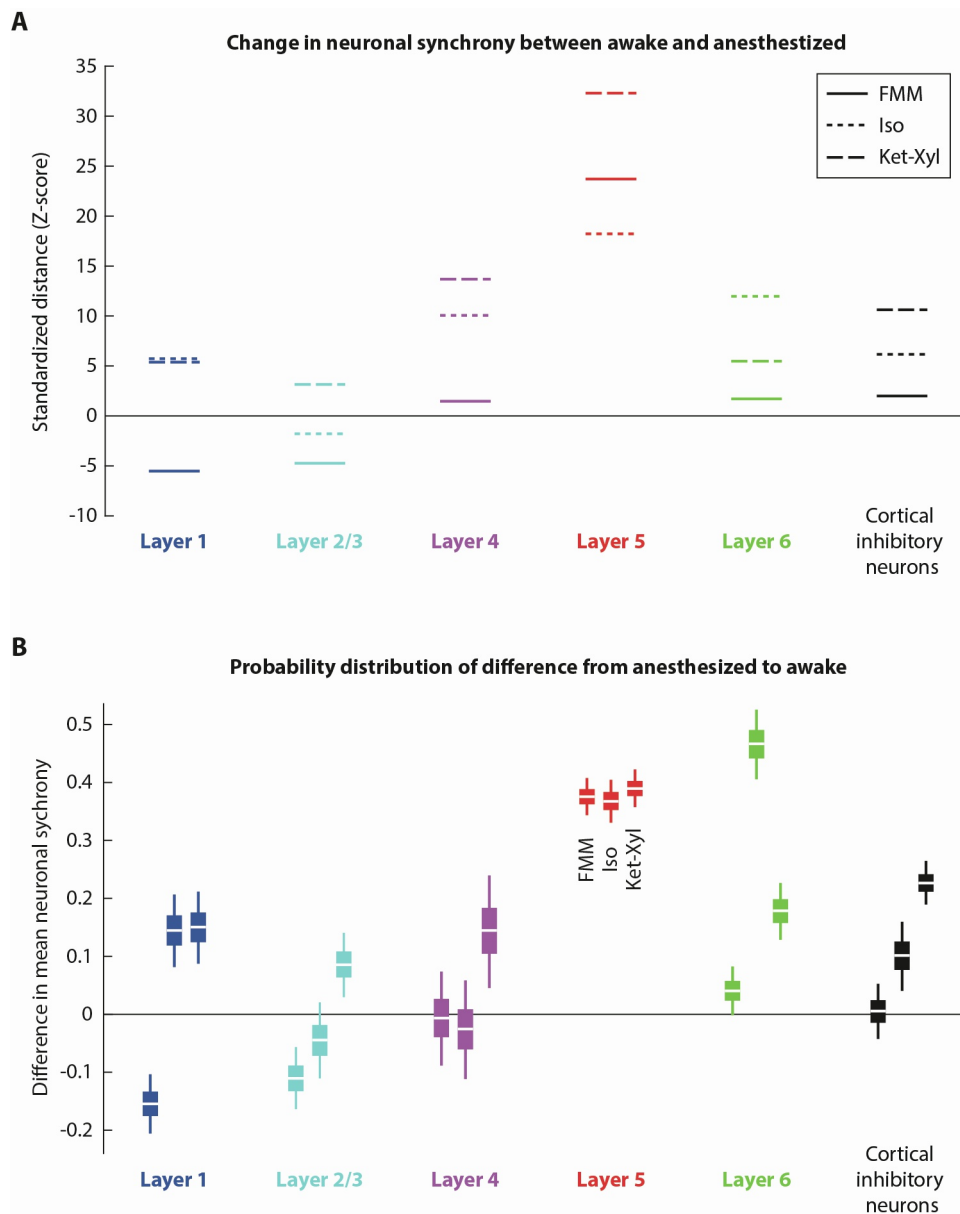 A
Change in neuronal synchrony between awake and anesthestized
Standardized distance (Z-score)
35
30
25
20
15
10
5
0
-5
-10
FMM
Iso
Ket-Xyl
Layer 1
Layer 2/3
Layer 4
Layer 5
Layer 6
Cortical
inhibitory
neurons
B
Probability distribution of difference from anesthesized to awake
Difference in mean neuronal sychrony
0.5
0.4
0.3
0.2
0.1
0
-0.1
-0.2
FMM
Iso
Ket-Xyl
Layer 1
Layer 2/3
Layer 4
Layer 5
Layer 6
Cortical
inhibitory
neurons